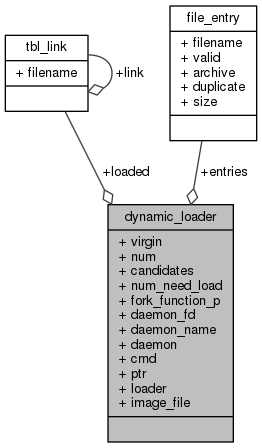 file_entry
+ filename
+ valid
+ archive
+ duplicate
+ size
tbl_link
+ filename
+link
+loaded
+entries
dynamic_loader
+ virgin
+ num
+ candidates
+ num_need_load
+ fork_function_p
+ daemon_fd
+ daemon_name
+ daemon
+ cmd
+ ptr
+ loader
+ image_file